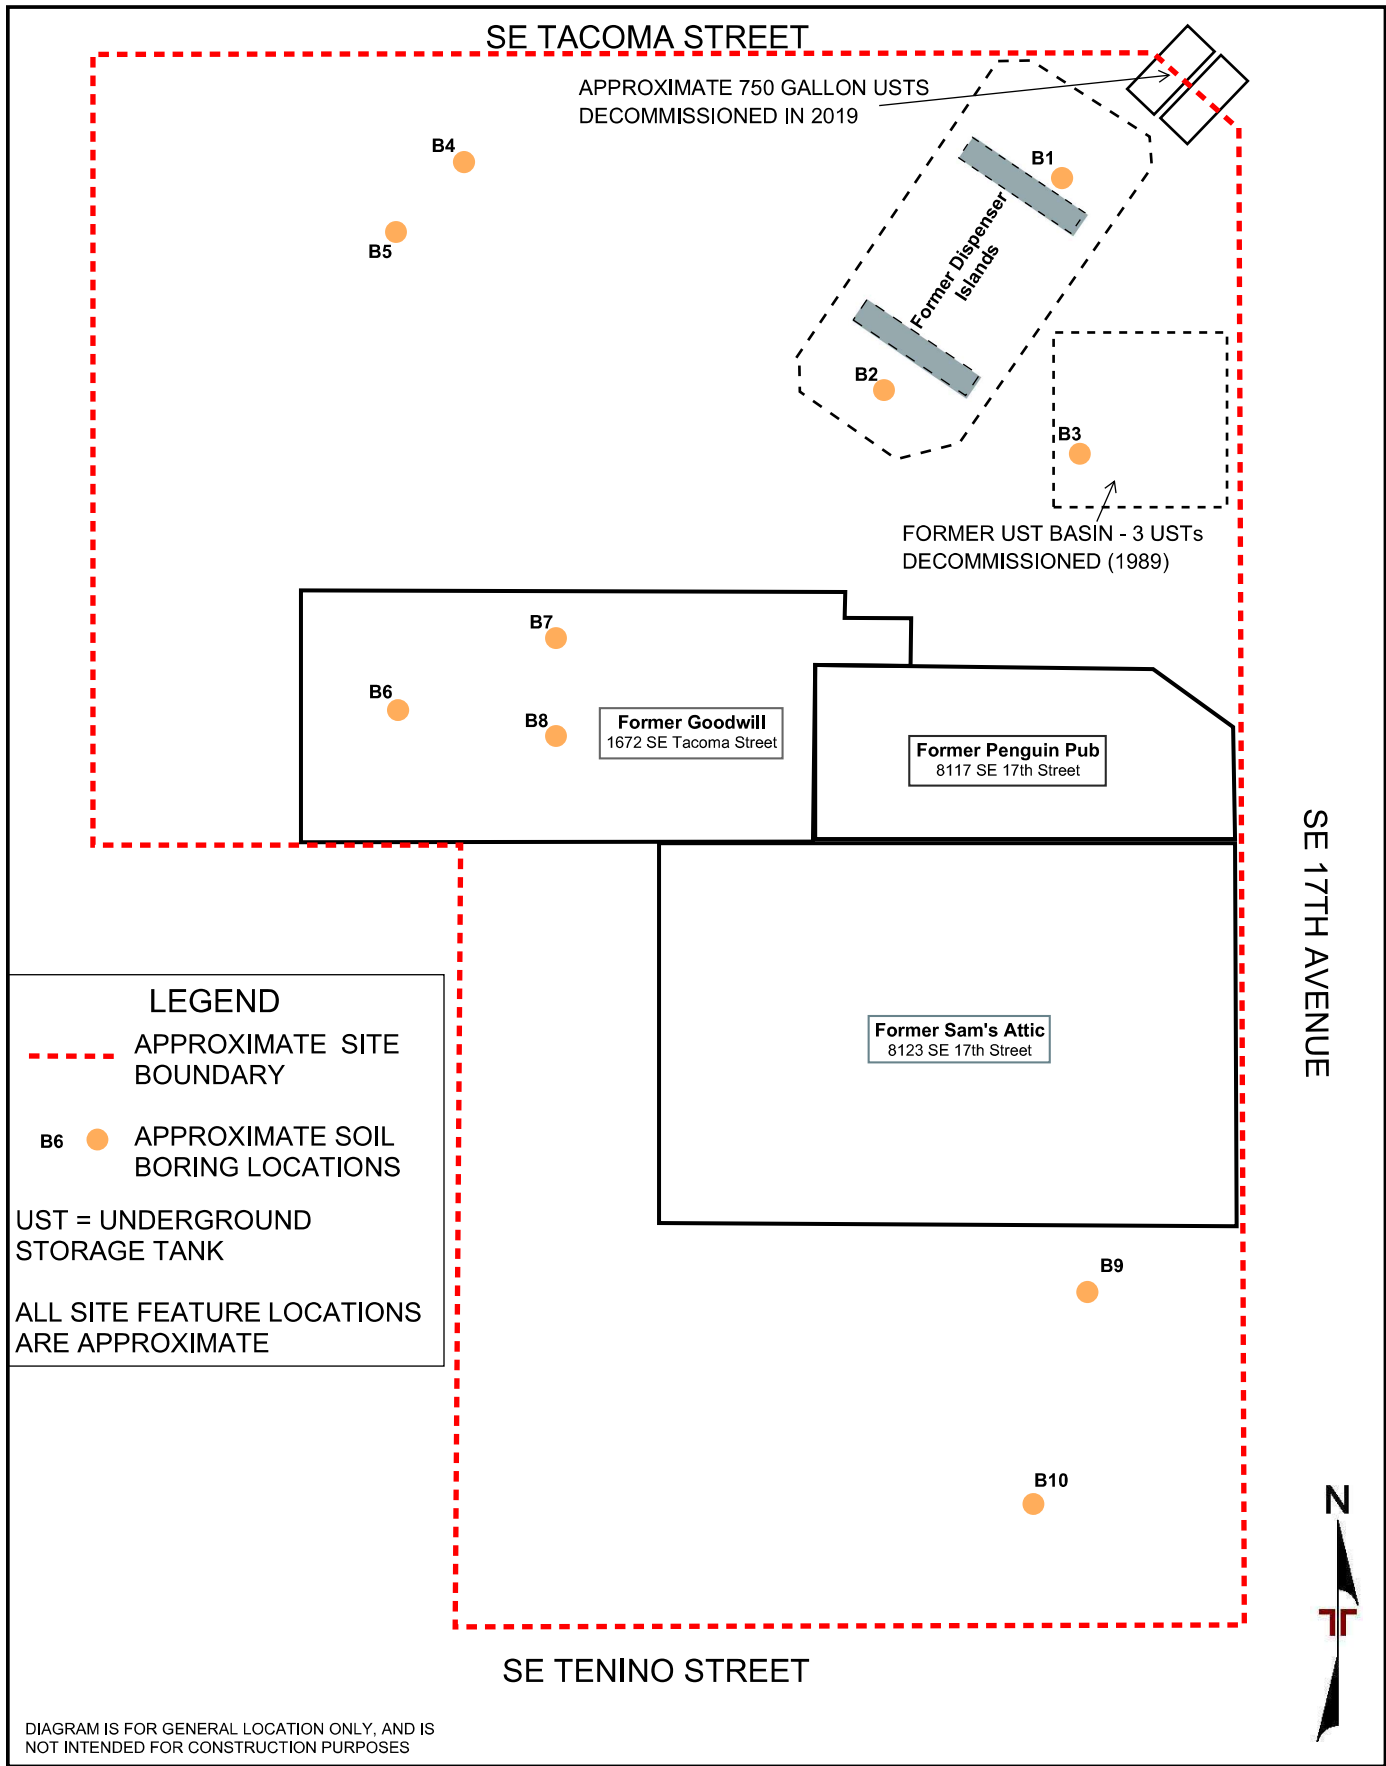 SE TACOMA STREET
APPROXIMATE 750 GALLON USTS
DECOMMISSIONED IN 2019
B4
B1
B5
Former Dispenser
Islands
B2
B3
FORMER UST BASIN - 3 USTs
DECOMMISSIONED (1989)
B7
B6
B8
Former Goodwill
1672 SE Tacoma Street
Former Penguin Pub
8117 SE 17th Street
SE 17TH AVENUE
Former Sam's Attic
8123 SE 17th Street
LEGEND
APPROXIMATE SITE
BOUNDARY
B6
APPROXIMATE SOIL
BORING LOCATIONS
UST = UNDERGROUND
STORAGE TANK
ALL SITE FEATURE LOCATIONS
ARE APPROXIMATE
B9
B10
N
SE TENINO STREET
DIAGRAM IS FOR GENERAL LOCATION ONLY, AND IS
NOT INTENDED FOR CONSTRUCTION PURPOSES